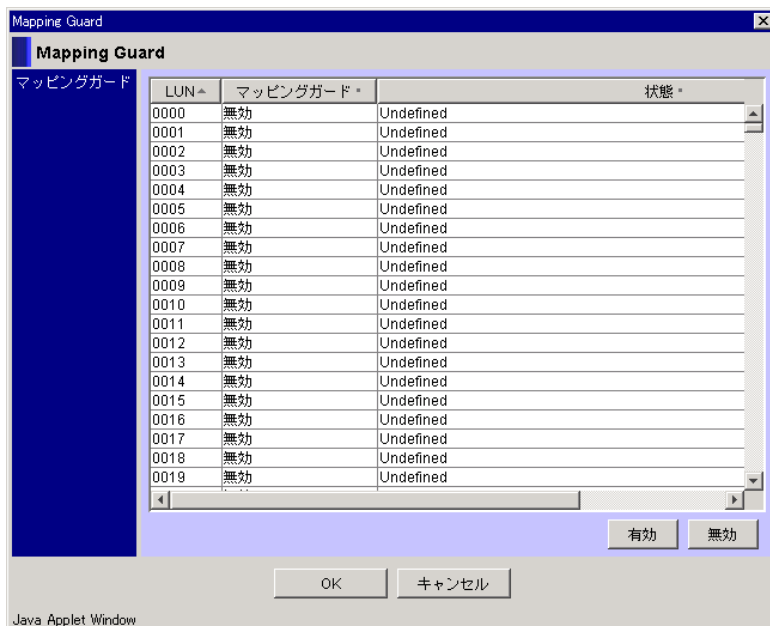 Mapping Guard
Mapping Guard
マッピングガード
LUN マッピングガード 状態
0000 無効 Undefined
0001 無効 Undefined
0002 無効 Undefined
0003 無効 Undefined
0004 無効 Undefined
0005 無効 Undefined
0006 無効 Undefined
0007 無効 Undefined
0008 無効 Undefined
0009 無効 Undefined
0010 無効 Undefined
0011 無効 Undefined
0012 無効 Undefined
0013 無効 Undefined
0014 無効 Undefined
0015 無効 Undefined
0016 無効 Undefined
0017 無効 Undefined
0018 無効 Undefined
0019 無効 Undefined
有効 無効
OK キャンセル
Java Applet Window